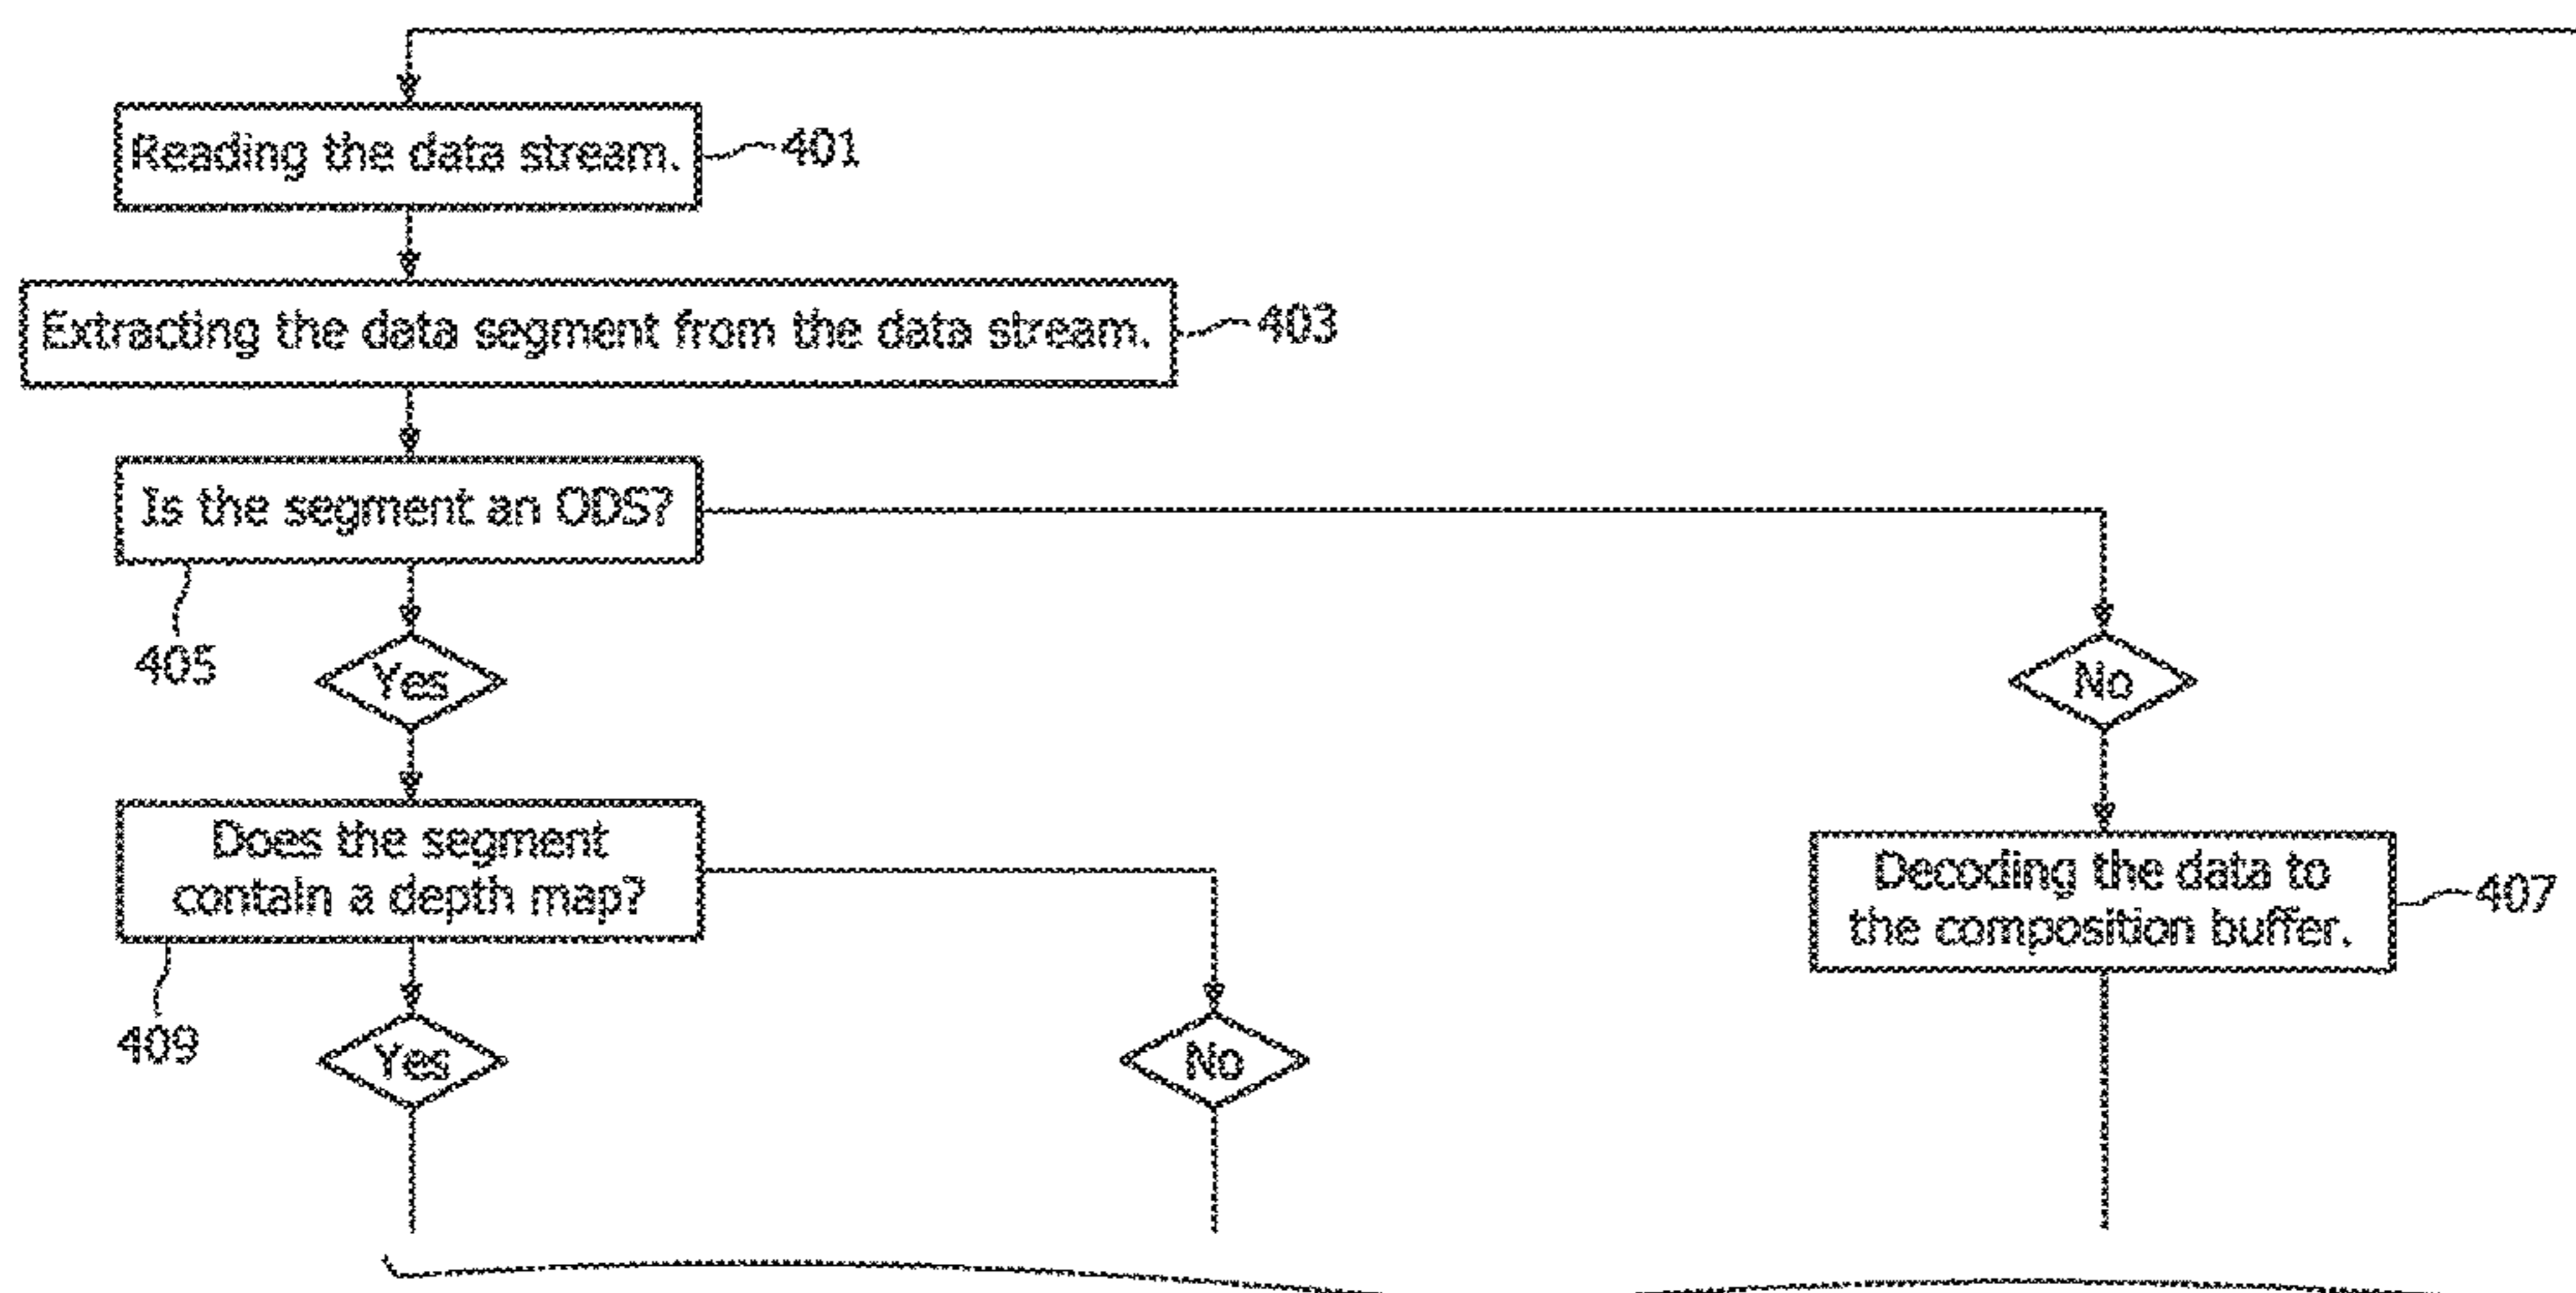 Reading the data stream.
401
Extracting the data segment from the data stream.
403
Is the segment an ODS?
405
Yes
No
Does the segment
contain a depth map?
409
Decoding the data to
the composition buffer.
407
Yes
No